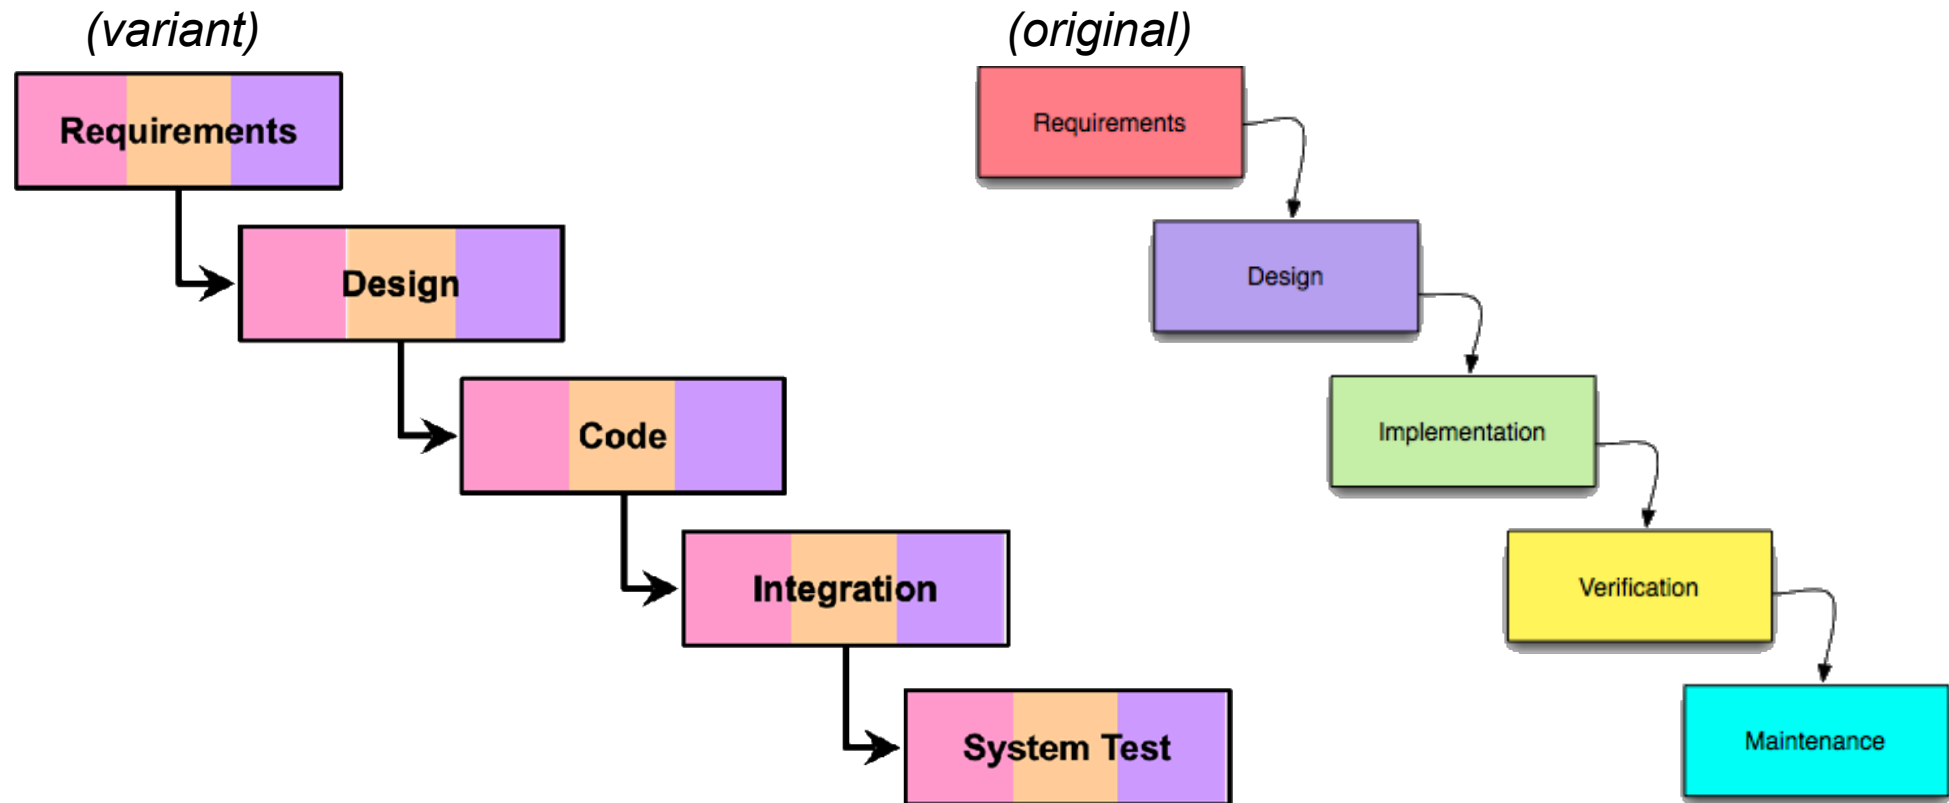 (variant)
Requirements
Design
Code
Integration
System Test
(original)
Requirements
Design
Implementation
Verification
Maintenance